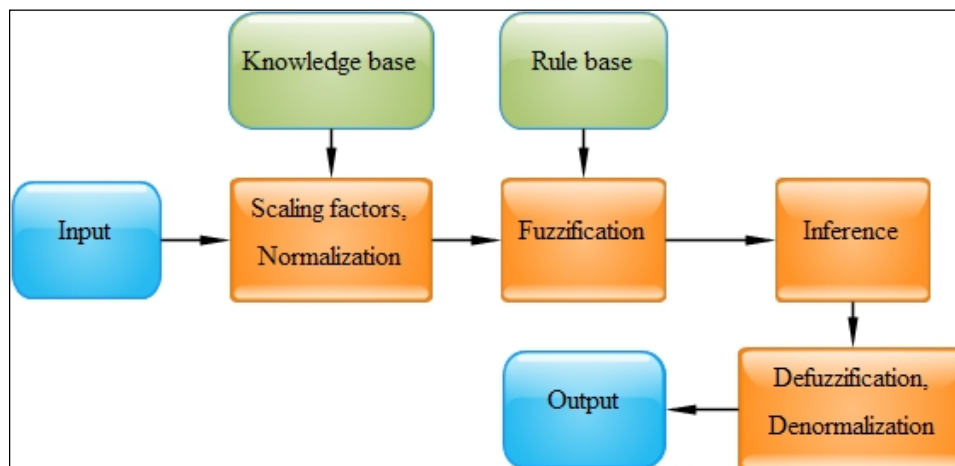 Knowledge base
Rule base
Input
Scaling factors,
Normalization
Fuzzification
Inference
Output
Defuzzification,
Denormalization